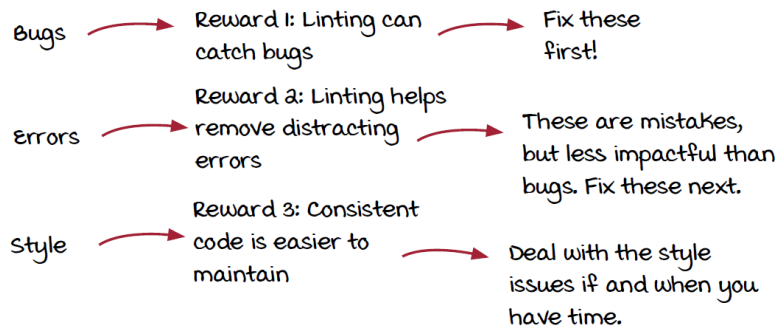 Bugs
Reward 1: Linting can
catch bugs
Fix these
first!
Errors
Reward 2: Linting helps
remove distracting
errors
These are mistakes,
but less impactful than
bugs. Fix these next.
Style
Reward 3: Consistent
code is easier to
maintain
Deal with the style
issues if and when you
have time.